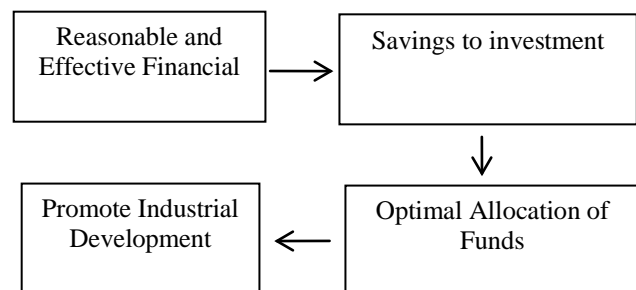 Reasonable and
Effective Financial
Savings to investment
Optimal Allocation of
Funds
Promote Industrial
Development